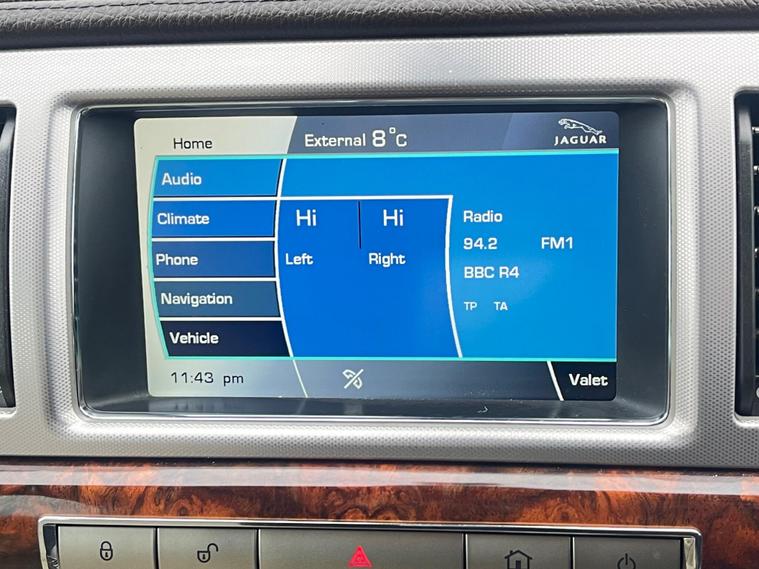 Home
External 8°C
JAGUAR
Audio
Climate
Hi Hi
Left Right
Phone
Navigation
Vehicle
Radio
94.2 FM1
BBC R4
TP TA
11:43 pm
Valet